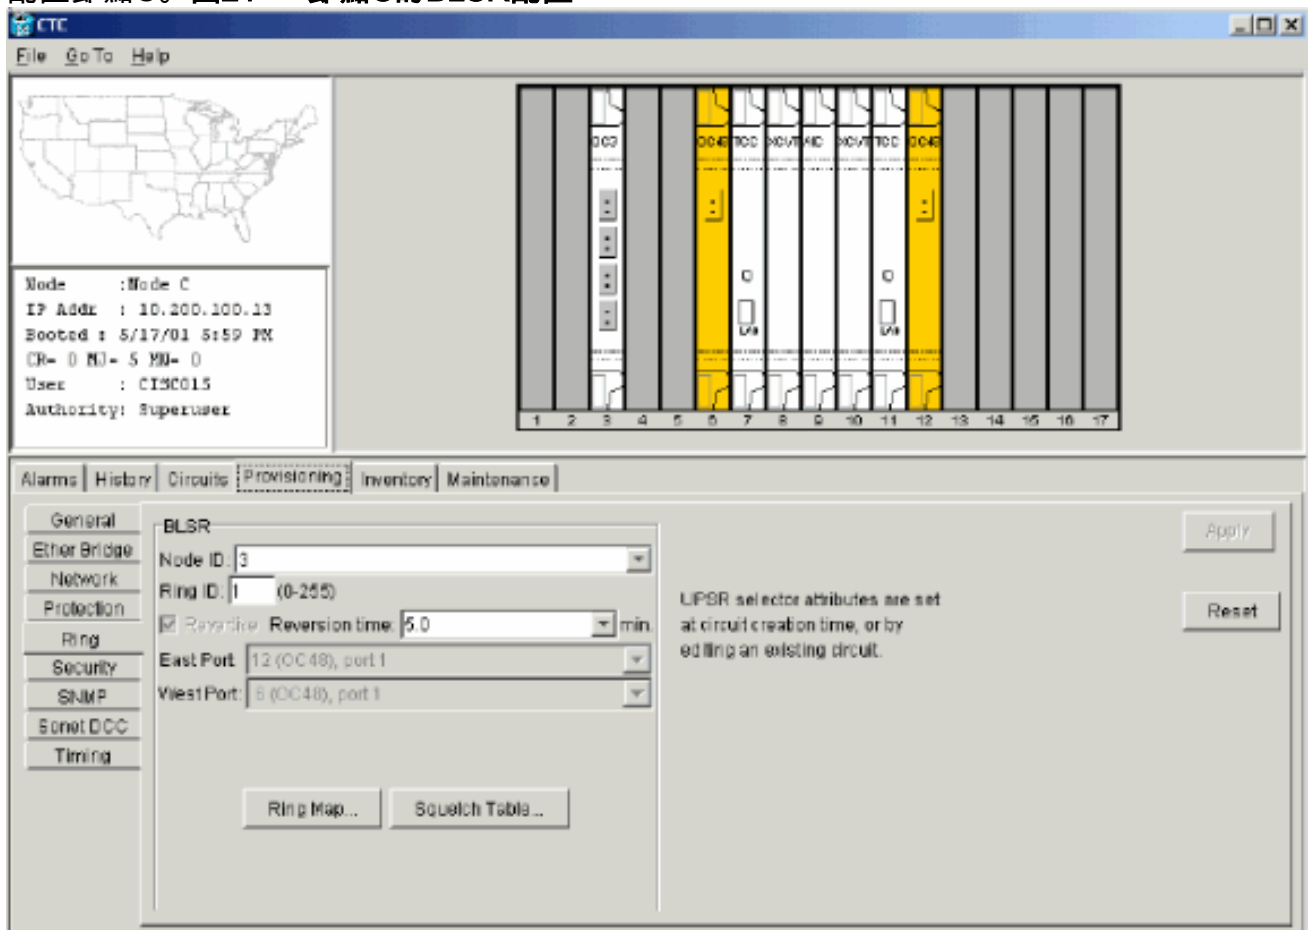 CTC
File Go To Help
OC3 OC48 TCC XCVT AIC XCVT TCC OC48
LAN LAN
1 2 3 4 5 6 7 8 9 10 11 12 13 14 15 16 17
Node :Node C
IP Addr : 10.200.100.13
Booted : 5/17/01 5:59 PM
CR- 0 MJ- 5 MN- 0
User : CISCO15
Authority: Superuser
Alarms History Circuits Provisioning Inventory Maintenance
General
Ether Bridge
Network
Protection
Ring
Security
SNMP
Sonet DCC
Timing
BLSR
Node ID: 3
Ring ID: 1 (0-255)
Revertive Reversion time: 5.0 min.
East Port: 12 (OC48), port 1
West Port: 6 (OC48), port 1
Ring Map... Squelch Table...
UPSR selector attributes are set
at circuit creation time, or by
editing an existing circuit.
Apply
Reset